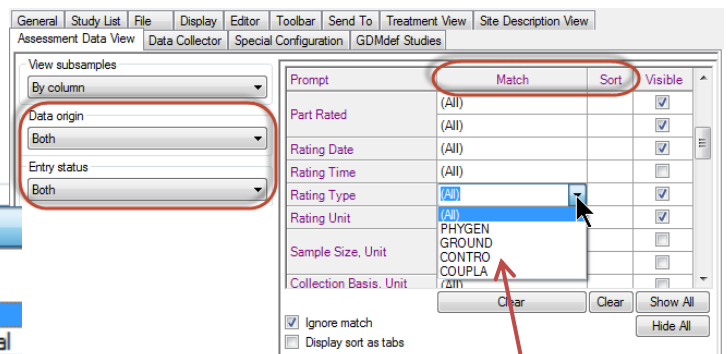 General Study List File Display Editor Toolbar Send To Treatment View Site Description View
Assessment Data View Data Collector Special Configuration GDMdef Studies
View subsamples
By column
Data origin
Both
Entry status
Both
Prompt Match Sort Visible
Part Rated (All)
(All)
Rating Date (All)
Rating Time (All)
Rating Type (All)
Rating Unit (All)
PHYGEN
Sample Size, Unit GROUND
CONTRO
COUPLA
Collection Basis, Unit (All)
Clear Clear Show All
Ignore match Hide All
Display sort as tabs
al